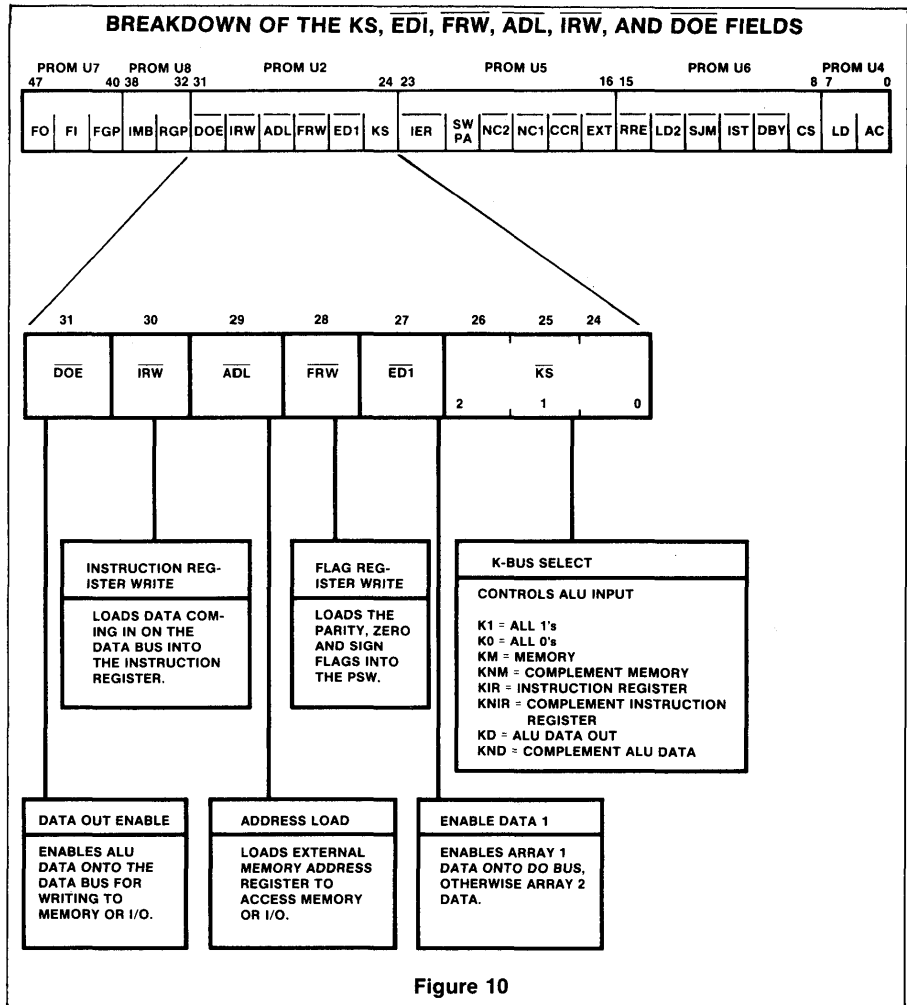 BREAKDOWN OF THE KS, EDI, FRW, ADL, IRW, AND DOE FIELDS
PROM U7 PROM U8 PROM U2 PROM U5 PROM U6 PROM U4
47 40 38 32 31 24 23 16 15 8 7 0
FO FI FGP IMB RGP DOE IRW ADL FRW ED1 KS IER SW PA NC2 NC1 CCR EXT RRE LD2 SJM IST DBY CS LD AC
31 30 29 28 27 26 25 24
DOE IRW ADL FRW ED1 KS
2 1 0
INSTRUCTION REG-
ISTER WRITE
LOADS DATA COM-
ING IN ON THE
DATA BUS INTO
THE INSTRUCTION
REGISTER.
FLAG REG-
ISTER WRITE
LOADS THE
PARITY, ZERO
AND SIGN
FLAGS INTO
THE PSW.
K-BUS SELECT
CONTROLS ALU INPUT
K1 = ALL 1's
K0 = ALL 0's
KM = MEMORY
KNM = COMPLEMENT MEMORY
KIR = INSTRUCTION REGISTER
KNIR = COMPLEMENT INSTRUCTION
REGISTER
KD = ALU DATA OUT
KND = COMPLEMENT ALU DATA
DATA OUT ENABLE
ENABLES ALU
DATA ONTO THE
DATA BUS FOR
WRITING TO
MEMORY OR I/O.
ADDRESS LOAD
LOADS EXTERNAL
MEMORY ADDRESS
REGISTER TO
ACCESS MEMORY
OR I/O.
ENABLE DATA 1
ENABLES ARRAY 1
DATA ONTO DO BUS,
OTHERWISE ARRAY 2
DATA.
Figure 10